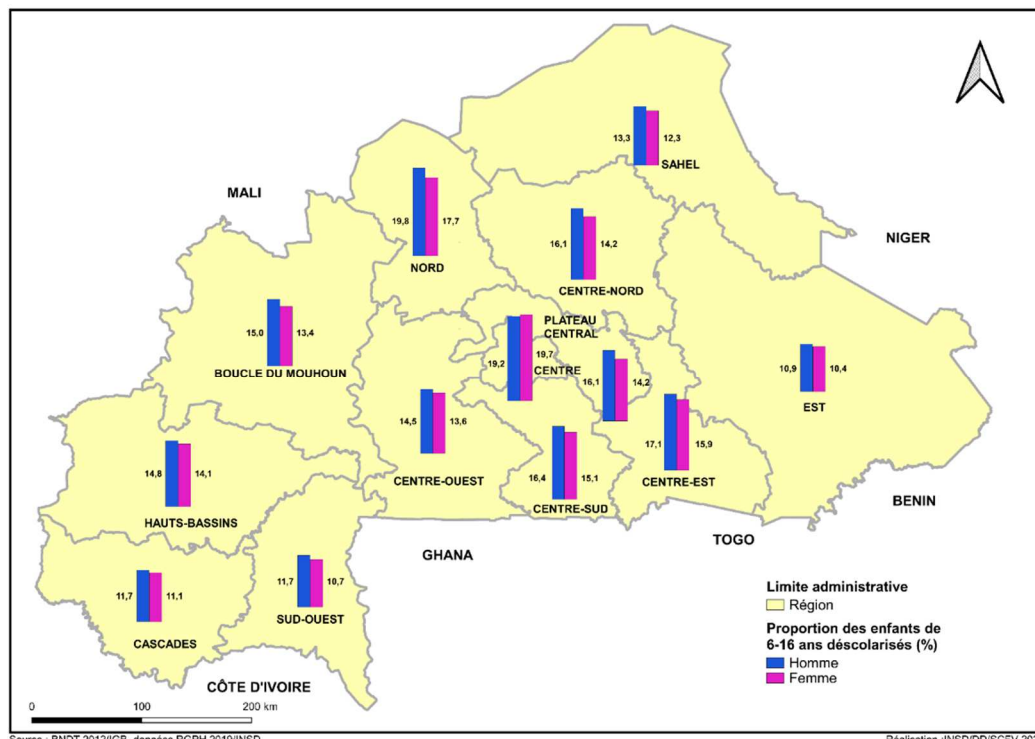 13,3
12,3
SAHEL
MALI
19,8
17,7
NORD
NIGER
16,1
14,2
CENTRE-NORD
15,0
13,4
BOUCLE DU MOUHOUN
PLATEAU
CENTRAL
19,2
19,7
CENTRE
16,1
14,2
10,9
10,4
EST
14,5
13,6
CENTRE-OUEST
17,1
15,9
CENTRE-EST
16,4
15,1
CENTRE-SUD
14,8
14,1
HAUTS-BASSINS
BENIN
TOGO
GHANA
11,7
10,7
SUD-OUEST
11,7
11,1
CASCADES
CÔTE D'IVOIRE
Limite administrative
Région
Proportion des enfants de
6-16 ans déscolarisés (%)
Homme
Femme
0
100
200 km